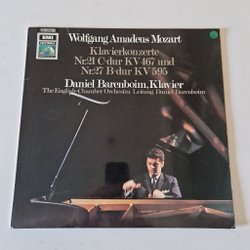 Wolfgang Amadeus Mozart
EMI
Klavierkonzerte
Nr.21 C-dur KV 467 und
Nr.27 B-dur KV 595
Daniel Barenboim, Klavier
The English Chamber Orchestra, Leitung: Daniel Barenboim